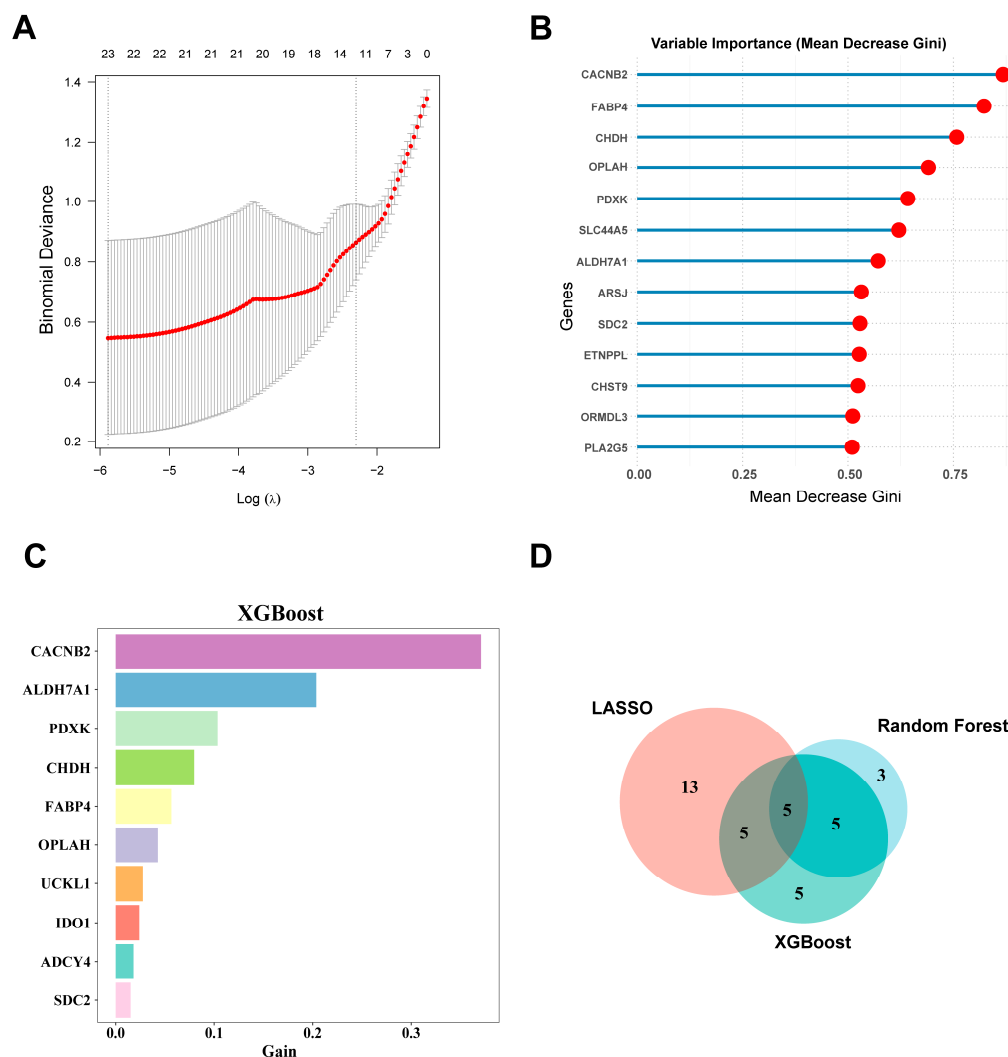 A
23 22 22 21 21 21 20 19 18 14 11 7 3 0
1.4
1.2
1.0
0.8
0.6
0.4
0.2
Binomial Deviance
−6 −5 −4 −3 −2
Log (λ)
B
Variable Importance (Mean Decrease Gini)
CACNB2
FABP4
CHDH
OPLAH
PDXK
SLC44A5
ALDH7A1
ARSJ
SDC2
ETNPPL
CHST9
ORMDL3
PLA2G5
Genes
0.00 0.25 0.50 0.75
Mean Decrease Gini
C
XGBoost
CACNB2
ALDH7A1
PDXK
CHDH
FABP4
OPLAH
UCKL1
IDO1
ADCY4
SDC2
0.0 0.1 0.2 0.3
Gain
D
LASSO
Random Forest
13
3
5
5
5
5
XGBoost